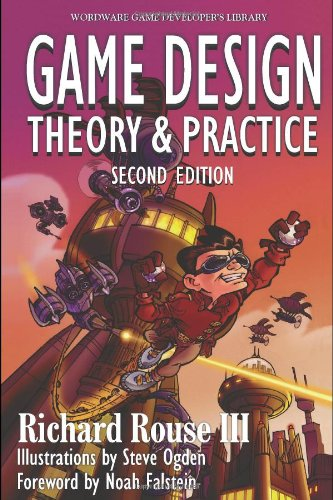 WORDWARE GAME DEVELOPER'S LIBRARY
GAME DESIGN
THEORY & PRACTICE
SECOND EDITION
Richard Rouse III
Illustrations by Steve Ogden
Foreword by Noah Falstein